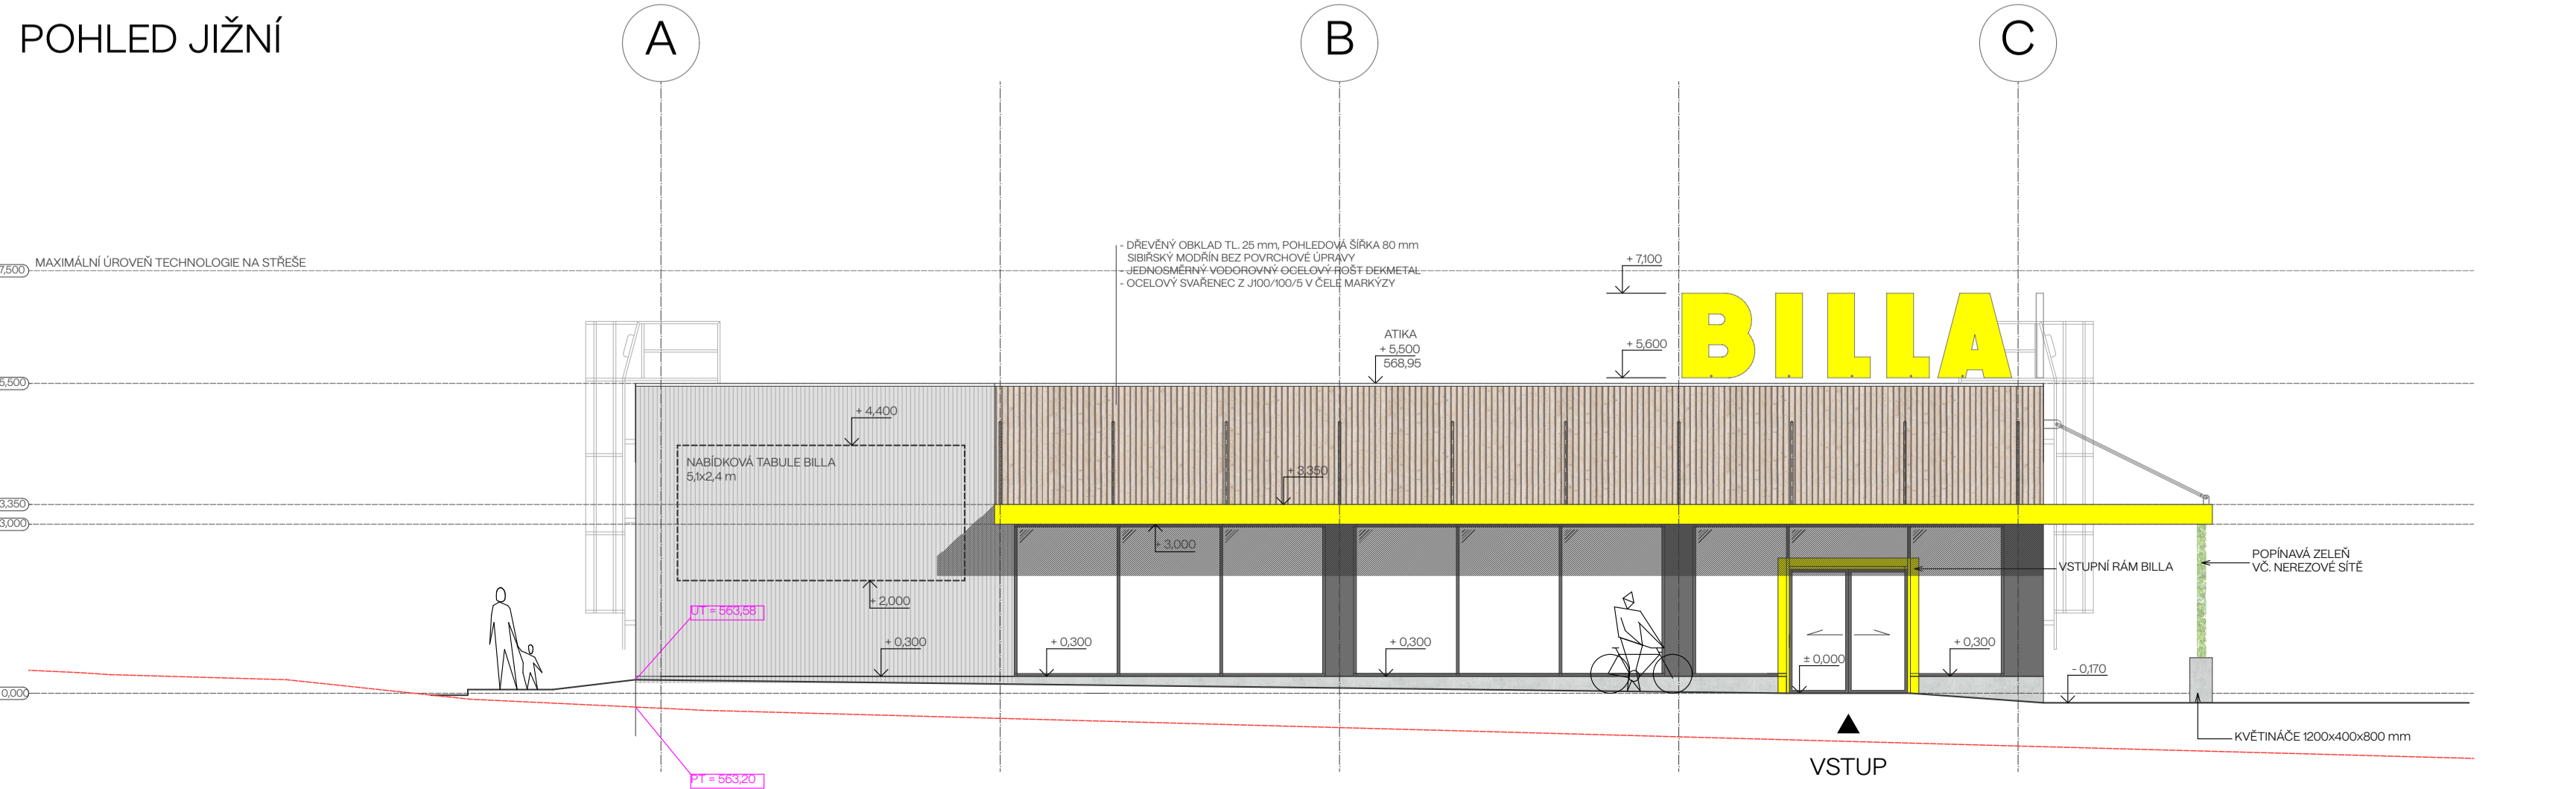 POHLED JIŽNÍ
A
B
C
- DŘEVĚNÝ OBKLAD TL. 25 mm, POHLEDOVÁ ŠÍŘKA 80 mm
SIBIŘSKÝ MODŘÍN BEZ POVRCHOVÉ ÚPRAVY
- JEDNOSMĚRNÝ VODOROVNÝ OCELOVÝ ROŠT DEKMETAL
- OCELOVÝ SVAŘENEC Z J100/100/5 V ČELE MARKÝZY
7,500
MAXIMÁLNÍ ÚROVEŇ TECHNOLOGIE NA STŘEŠE
+ 7,100
BILLA
ATIKA
+ 5,500
568,95
+ 5,600
5,500
+ 4,400
NABÍDKOVÁ TABULE BILLA
5,1x2,4 m
+ 3,350
3,350
3,000
+ 3,000
VSTUPNÍ RÁM BILLA
POPÍNAVÁ ZELEŇ
VČ. NEREZOVÉ SÍTĚ
+ 2,000
UT = 563,58
+ 0,300
+ 0,300
+ 0,300
+ 0,300
± 0,000
- 0,170
0,000
KVĚTINÁČE 1200x400x800 mm
VSTUP
PT = 563,20